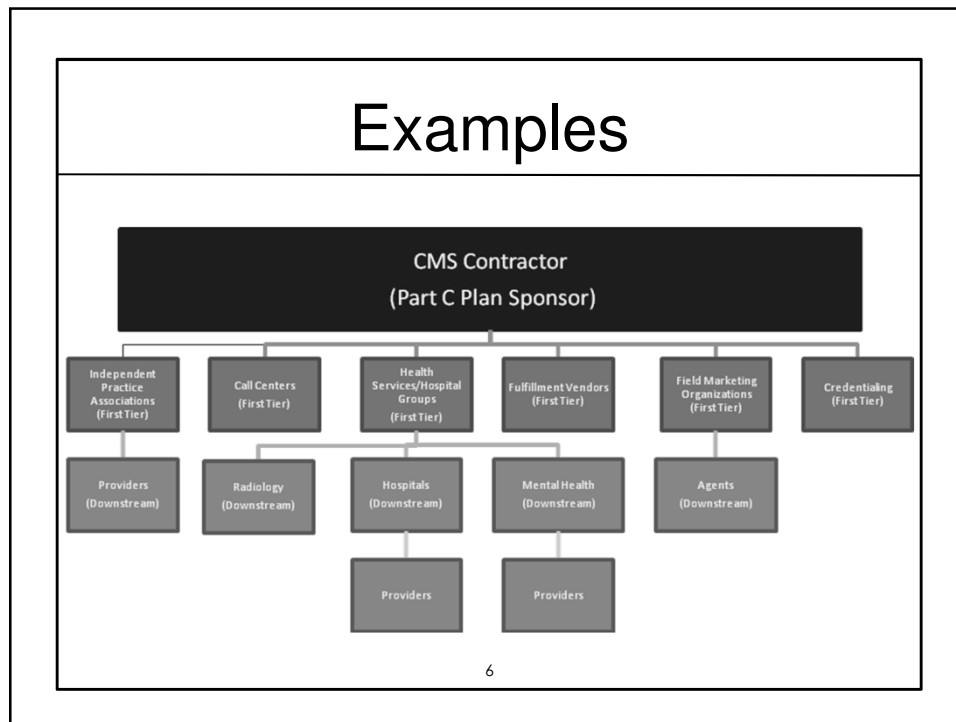 Examples
CMS Contractor
(Part C Plan Sponsor)
Independent
Practice
Associations
(First Tier)
Call Centers
(First Tier)
Health
Services/Hospital
Groups
(First Tier)
Fulfillment Vendors
(First Tier)
Field Marketing
Organizations
(First Tier)
Credentialing
(First Tier)
Providers
(Downstream)
Radiology
(Downstream)
Hospitals
(Downstream)
Mental Health
(Downstream)
Agents
(Downstream)
Providers
Providers
6